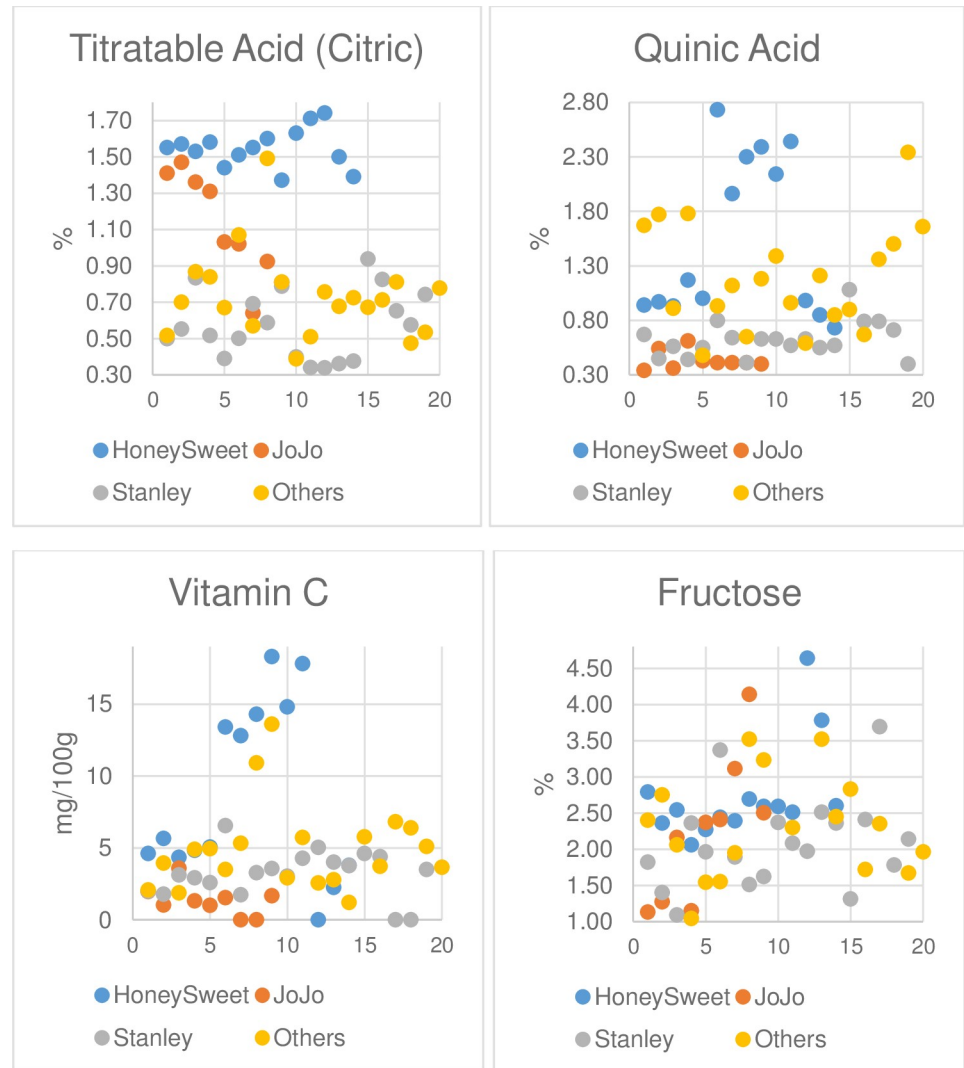 Titratable Acid (Citric)
%
1.70
1.50
1.30
1.10
0.90
0.70
0.50
0.30
0 5 10 15 20
HoneySweet JoJo
Stanley Others
Quinic Acid
%
2.80
2.30
1.80
1.30
0.80
0.30
0 5 10 15 20
HoneySweet JoJo
Stanley Others
Vitamin C
mg/100g
15
10
5
0
0 5 10 15 20
HoneySweet JoJo
Stanley Others
Fructose
%
4.50
4.00
3.50
3.00
2.50
2.00
1.50
1.00
0 5 10 15 20
HoneySweet JoJo
Stanley Others